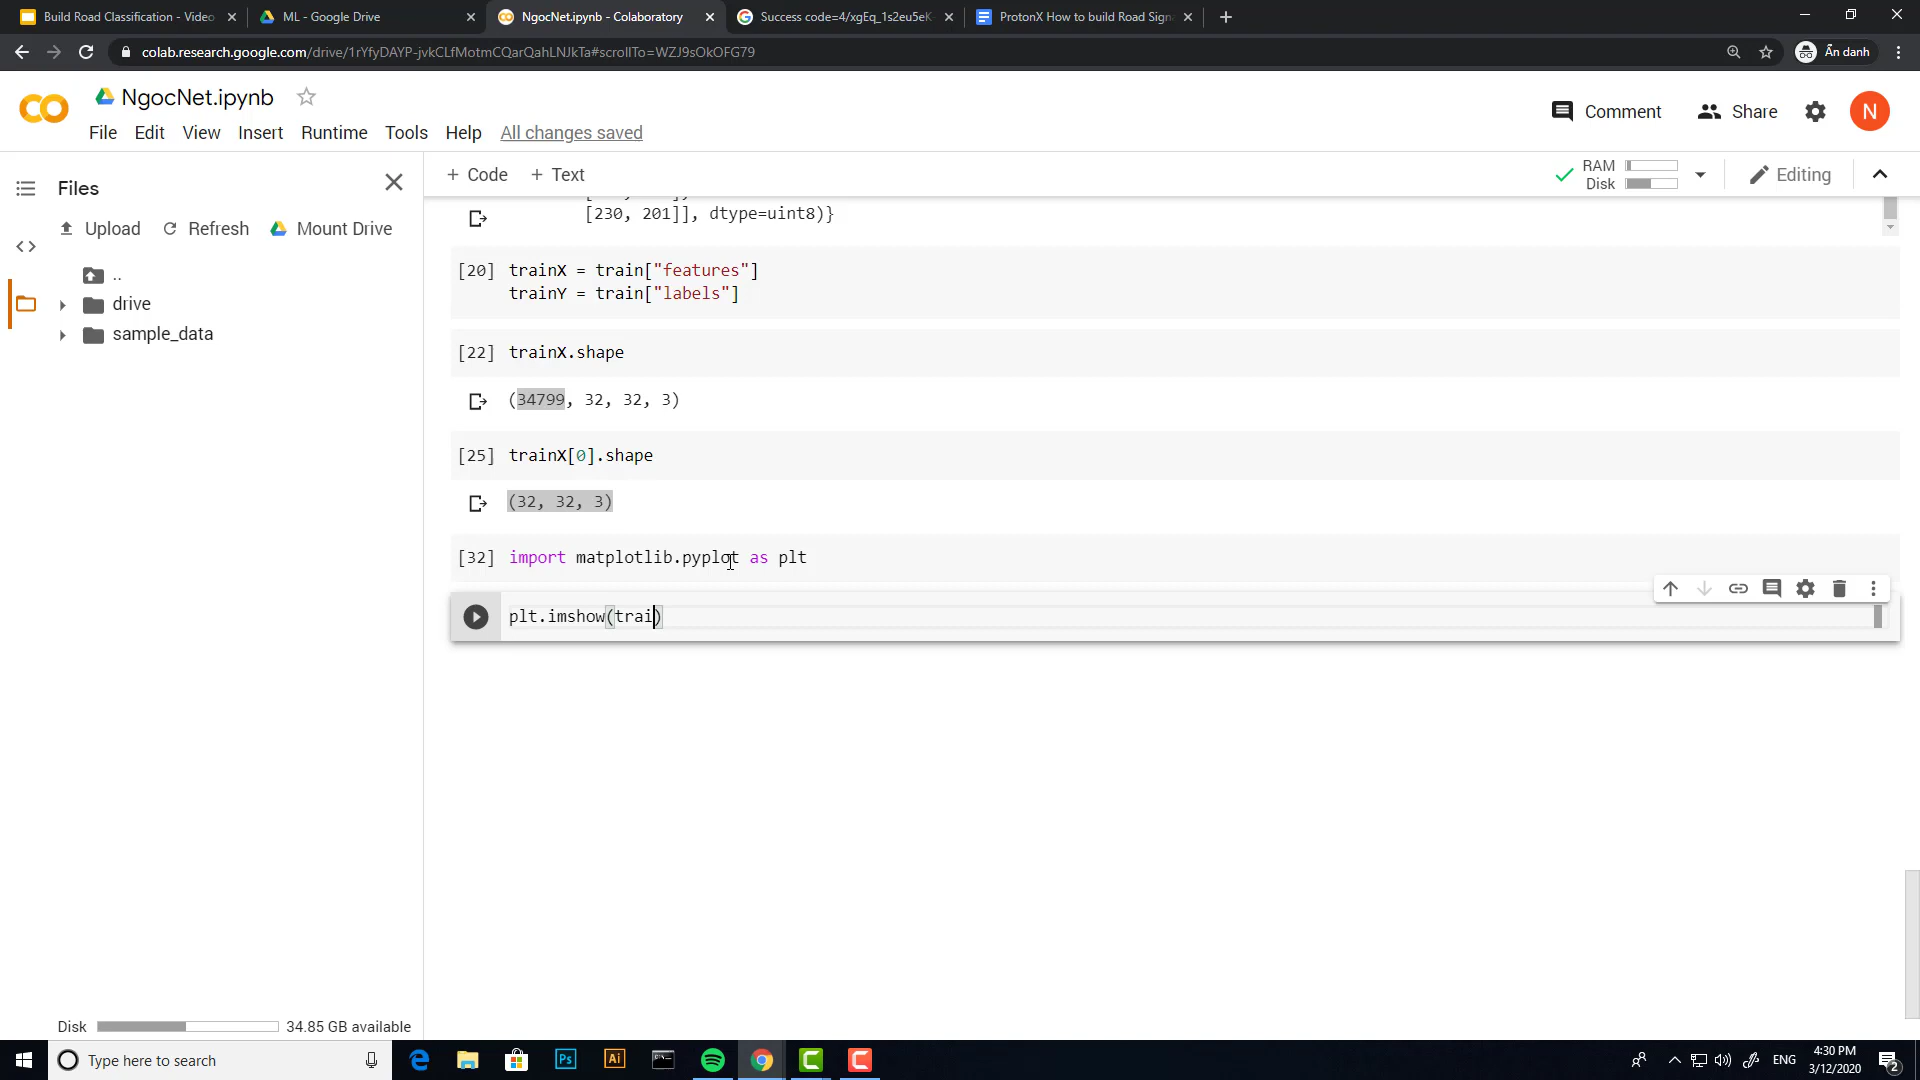 Build Road Classification - Video
ML - Google Drive
NgocNet.ipynb - Colaboratory
Success code=4/xgEq_1s2eu5eK
ProtonX How to build Road Sign
colab.research.google.com/drive/1rYfyDAYP-jvkCLfMotmCQarQahLNJkTa#scrollTo=WZJ9sOkOFG79
Ẩn danh
NgocNet.ipynb
File Edit View Insert Runtime Tools Help All changes saved
Comment
Share
N
Files
+ Code + Text
RAM
Disk
Editing
Upload Refresh Mount Drive
..
drive
sample_data
[230, 201]], dtype=uint8)}
[20] trainX = train["features"]
trainY = train["labels"]
[22] trainX.shape
(34799, 32, 32, 3)
[25] trainX[0].shape
(32, 32, 3)
[32] import matplotlib.pyplot as plt
plt.imshow(trai)
Disk 34.85 GB available
Type here to search
Ps
Ai
ENG
4:30 PM
3/12/2020
2